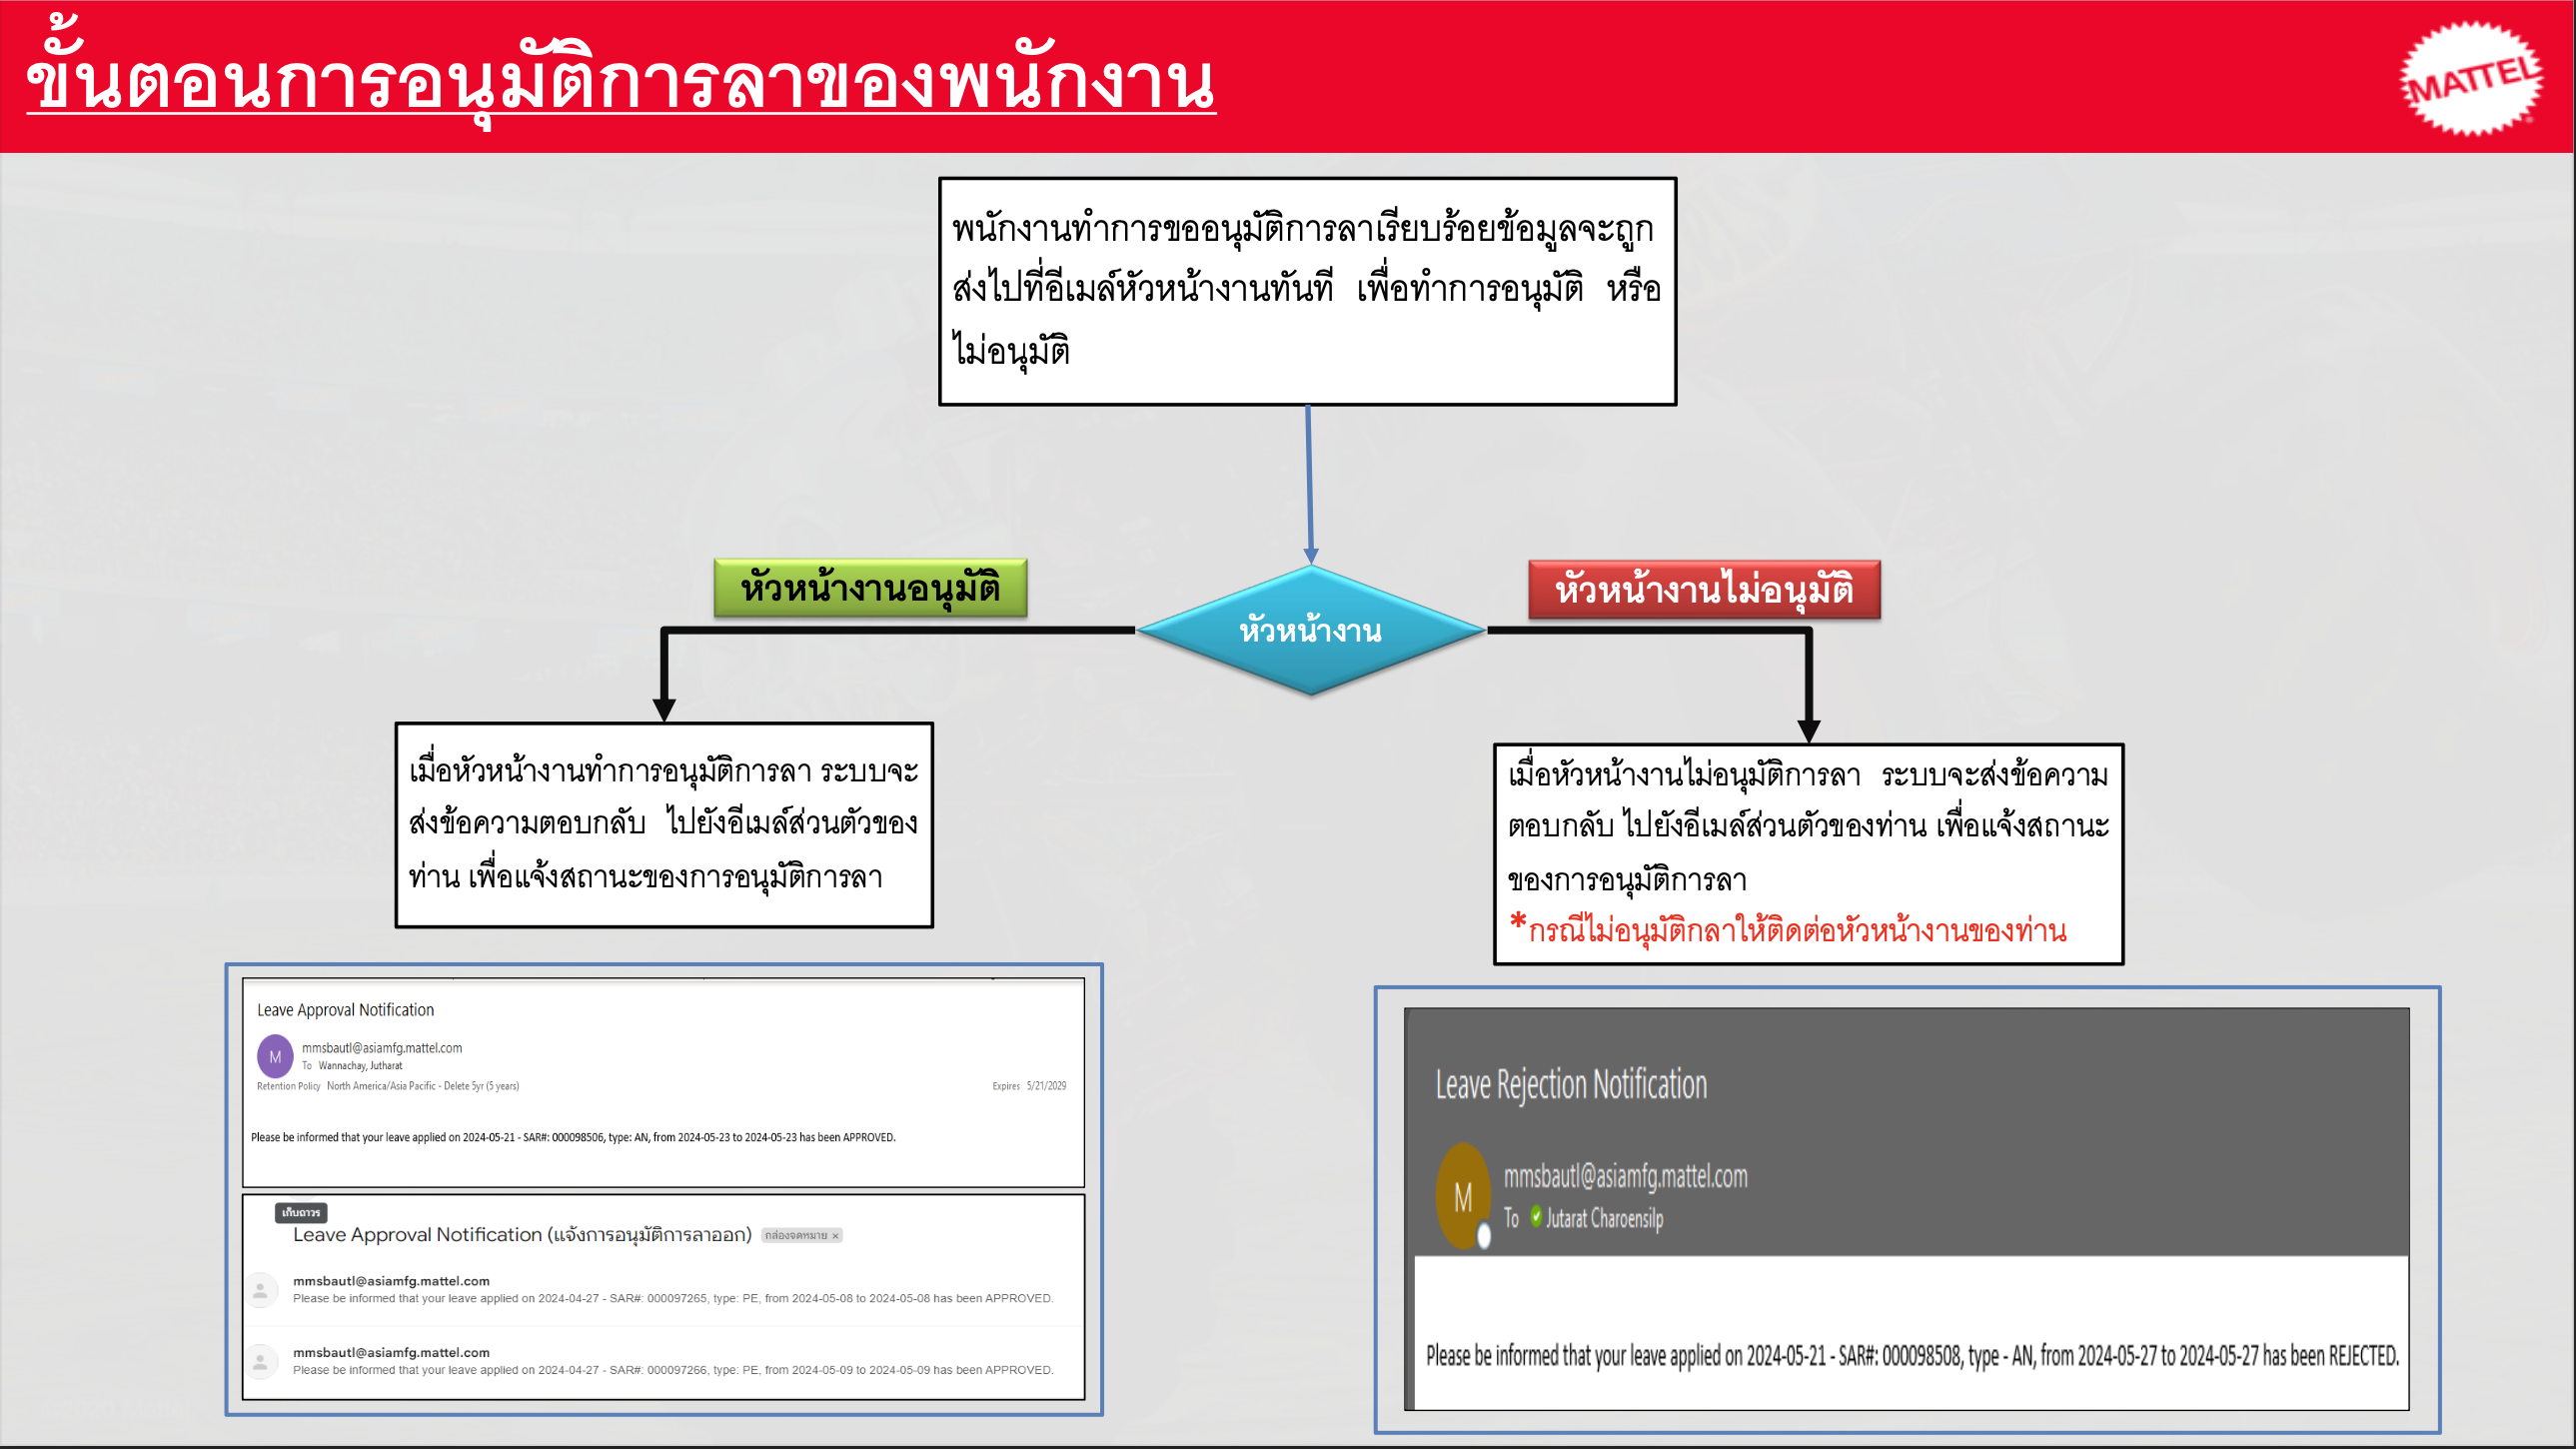 ขั้นตอนการอนุมัติการลาของพนักงาน
MATTEL
พนักงานทำการขออนุมัติการลาเรียบร้อยข้อมูลจะถูก
ส่งไปที่อีเมล์หัวหน้างานทันที เพื่อทำการอนุมัติ หรือ
ไม่อนุมัติ
หัวหน้างานอนุมัติ
หัวหน้างาน
หัวหน้างานไม่อนุมัติ
เมื่อหัวหน้างานทำการอนุมัติการลา ระบบจะ
ส่งข้อความตอบกลับ ไปยังอีเมล์ส่วนตัวของ
ท่าน เพื่อแจ้งสถานะของการอนุมัติการลา
เมื่อหัวหน้างานไม่อนุมัติการลา ระบบจะส่งข้อความ
ตอบกลับ ไปยังอีเมล์ส่วนตัวของท่าน เพื่อแจ้งสถานะ
ของการอนุมัติการลา
*กรณีไม่อนุมัติกลาให้ติดต่อหัวหน้างานของท่าน
Leave Approval Notification
M
mmsbautl@asiamfg.mattel.com
To Wannachay, Jutharat
Retention Policy North America/Asia Pacific - Delete 5yr (5 years) Expires 5/21/2029
Please be informed that your leave applied on 2024-05-21 - SAR#: 000098506, type: AN, from 2024-05-23 to 2024-05-23 has been APPROVED.
เก็บถาวร
Leave Approval Notification (แจ้งการอนุมัติการลาออก) กล่องจดหมาย ×
mmsbautl@asiamfg.mattel.com
Please be informed that your leave applied on 2024-04-27 - SAR#: 000097265, type: PE, from 2024-05-08 to 2024-05-08 has been APPROVED.
mmsbautl@asiamfg.mattel.com
Please be informed that your leave applied on 2024-04-27 - SAR#: 000097266, type: PE, from 2024-05-09 to 2024-05-09 has been APPROVED.
Leave Rejection Notification
M
mmsbautl@asiamfg.mattel.com
To Jutarat Charoensilp
Please be informed that your leave applied on 2024-05-21 - SAR#: 000098508, type - AN, from 2024-05-27 to 2024-05-27 has been REJECTED.